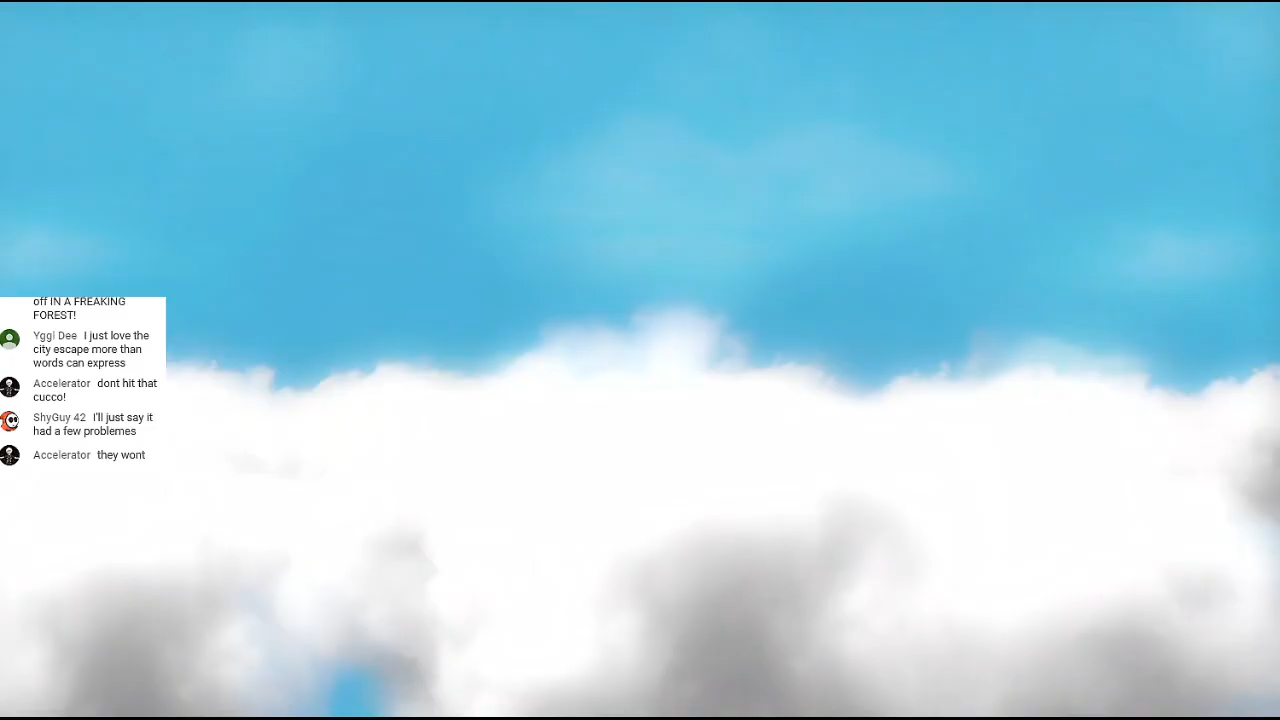 off IN A FREAKING
FOREST!
Yggi Dee I just love the
city escape more than
words can express
Accelerator dont hit that
cucco!
ShyGuy 42 I'll just say it
had a few problemes
Accelerator they wont